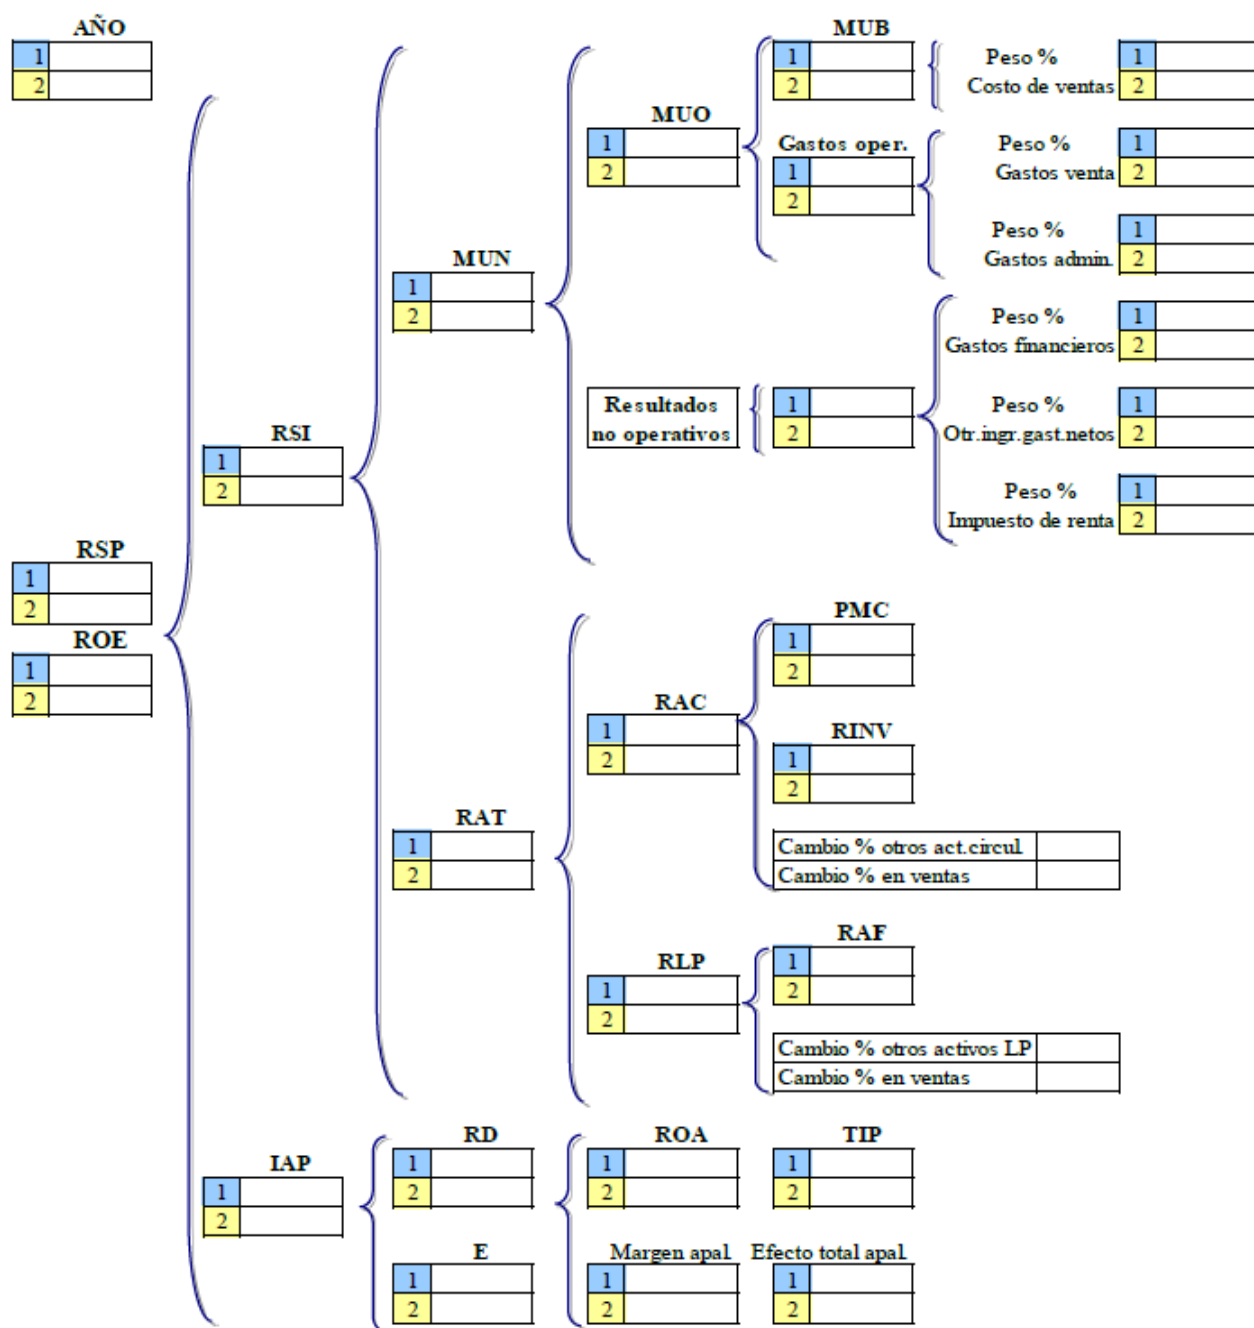 AÑO
1
2
RSP
1
2
ROE
1
2
RSI
1
2
IAP
1
2
MUN
1
2
RAT
1
2
RD
1
2
E
1
2
MUO
1
2
Resultados
no operativos
1
2
RAC
1
2
RLP
1
2
ROA
1
2
Margen apal.
1
2
MUB
1
2
Gastos oper.
1
2
PMC
1
2
RINV
1
2
Cambio % otros act.circul.
Cambio % en ventas
RAF
1
2
Cambio % otros activos LP
Cambio % en ventas
TIP
1
2
Efecto total apal.
1
2
Peso % 1
Costo de ventas 2
Peso % 1
Gastos venta 2
Peso % 1
Gastos admin. 2
Peso % 1
Gastos financieros 2
Peso % 1
Otr.ingr.gast.netos 2
Peso % 1
Impuesto de renta 2